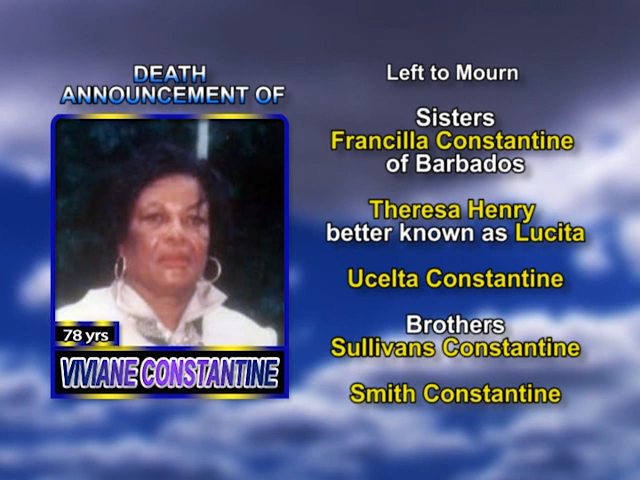 DEATH
ANNOUNCEMENT OF
78 yrs
VIVIANE CONSTANTINE
Left to Mourn
Sisters
Francilla Constantine
of Barbados
Theresa Henry
better known as Lucita
Ucelta Constantine
Brothers
Sullivans Constantine
Smith Constantine